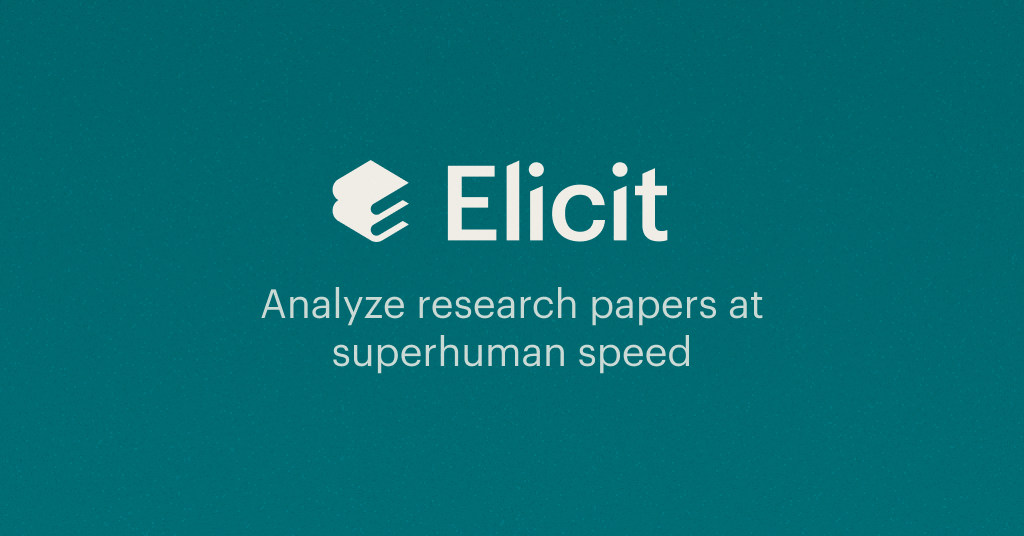 Elicit
Analyze research papers at
superhuman speed